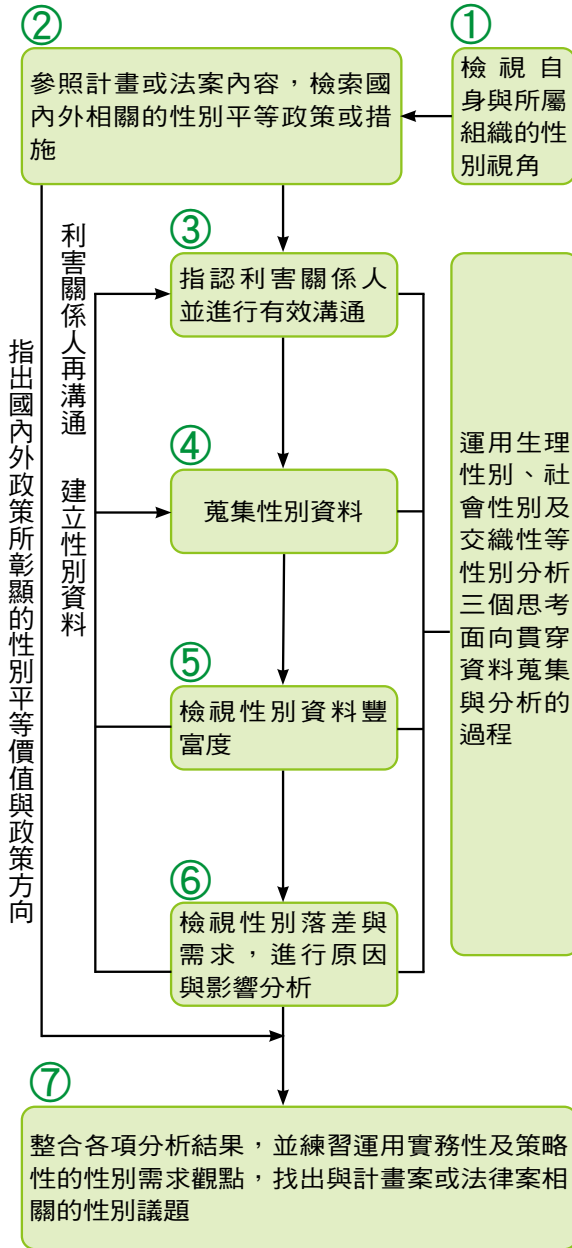 ①
檢視自
身與所屬
組織的性
別視角
②
參照計畫或法案內容，檢索國
內外相關的性別平等政策或措
施
③
指認利害關係人
並進行有效溝通
④
蒐集性別資料
⑤
檢視性別資料豐
富度
⑥
檢視性別落差與
需求，進行原因
與影響分析
運用生理
性別、社
會性別及
交織性等
性別分析
三個思考
面向貫穿
資料蒐集
與分析的
過程
利害關係人再溝通
建立性別資料
指出國內外政策所彰顯的性別平等價值與政策方向
⑦
整合各項分析結果，並練習運用實務性及策略
性的性別需求觀點，找出與計畫案或法律案相
關的性別議題